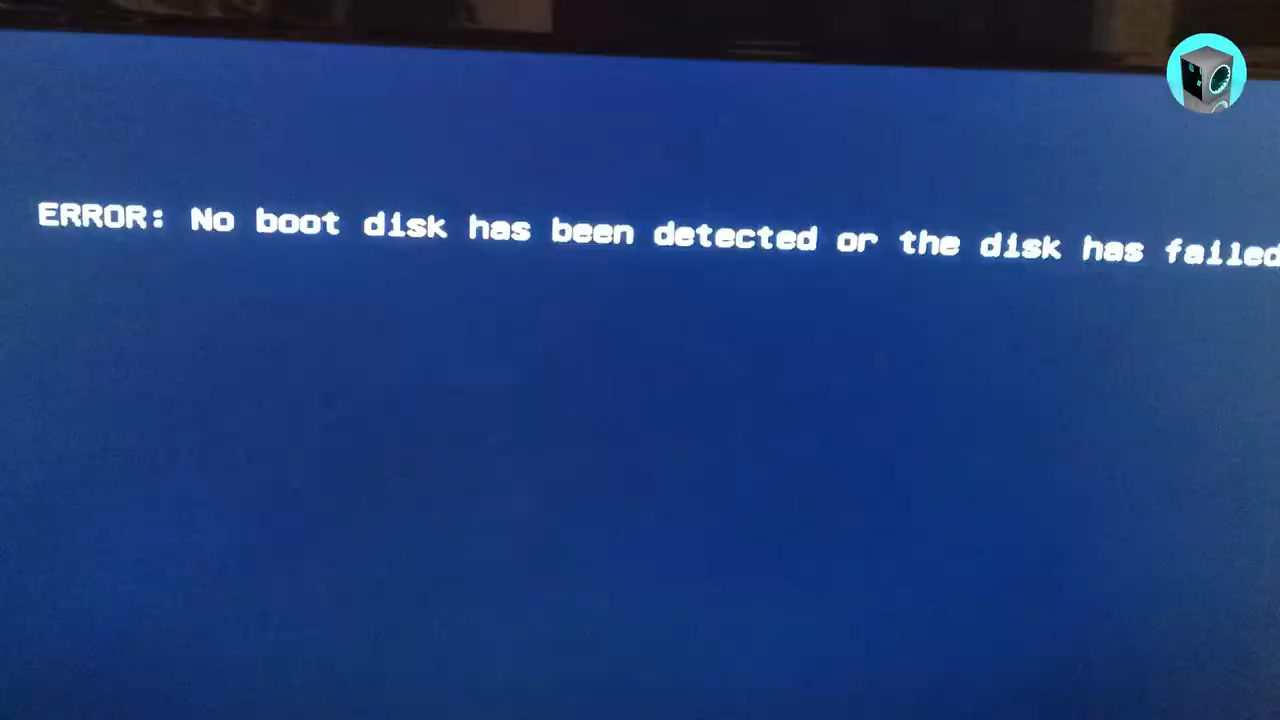 ERROR: No boot disk has been detected or the disk has failed